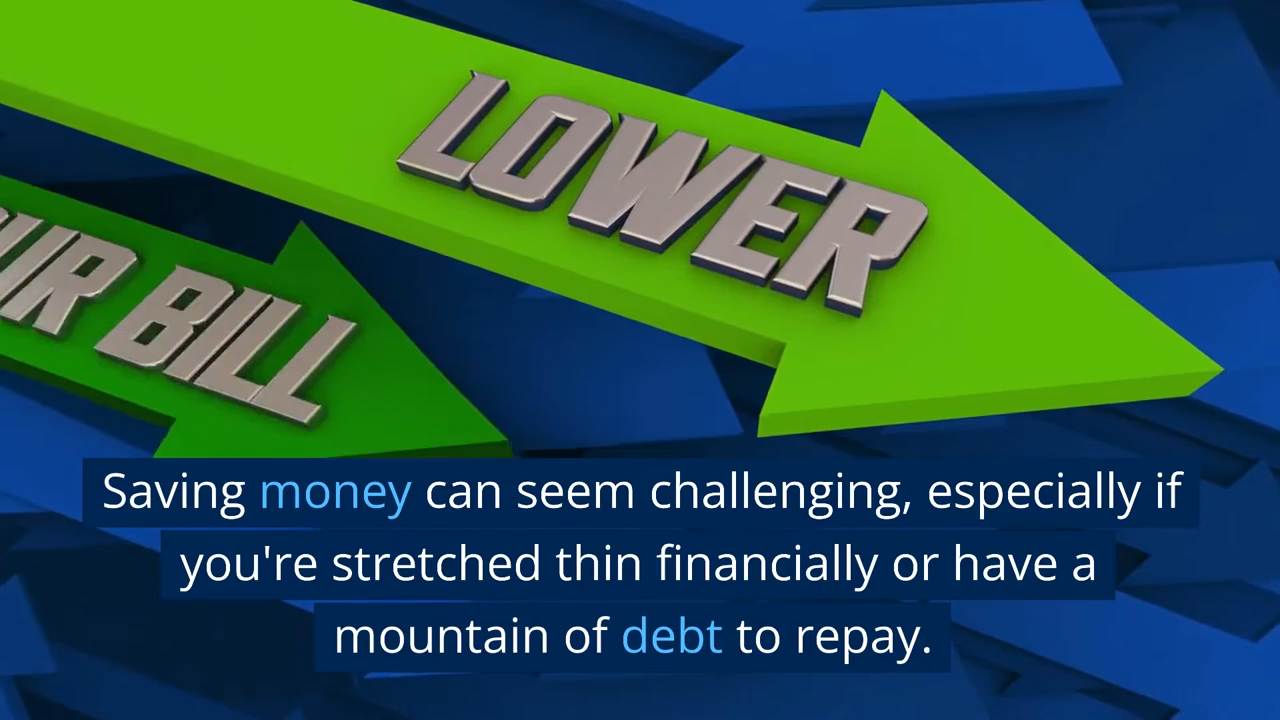 LOWER
BILL
Saving money can seem challenging, especially if
you're stretched thin financially or have a
mountain of debt to repay.